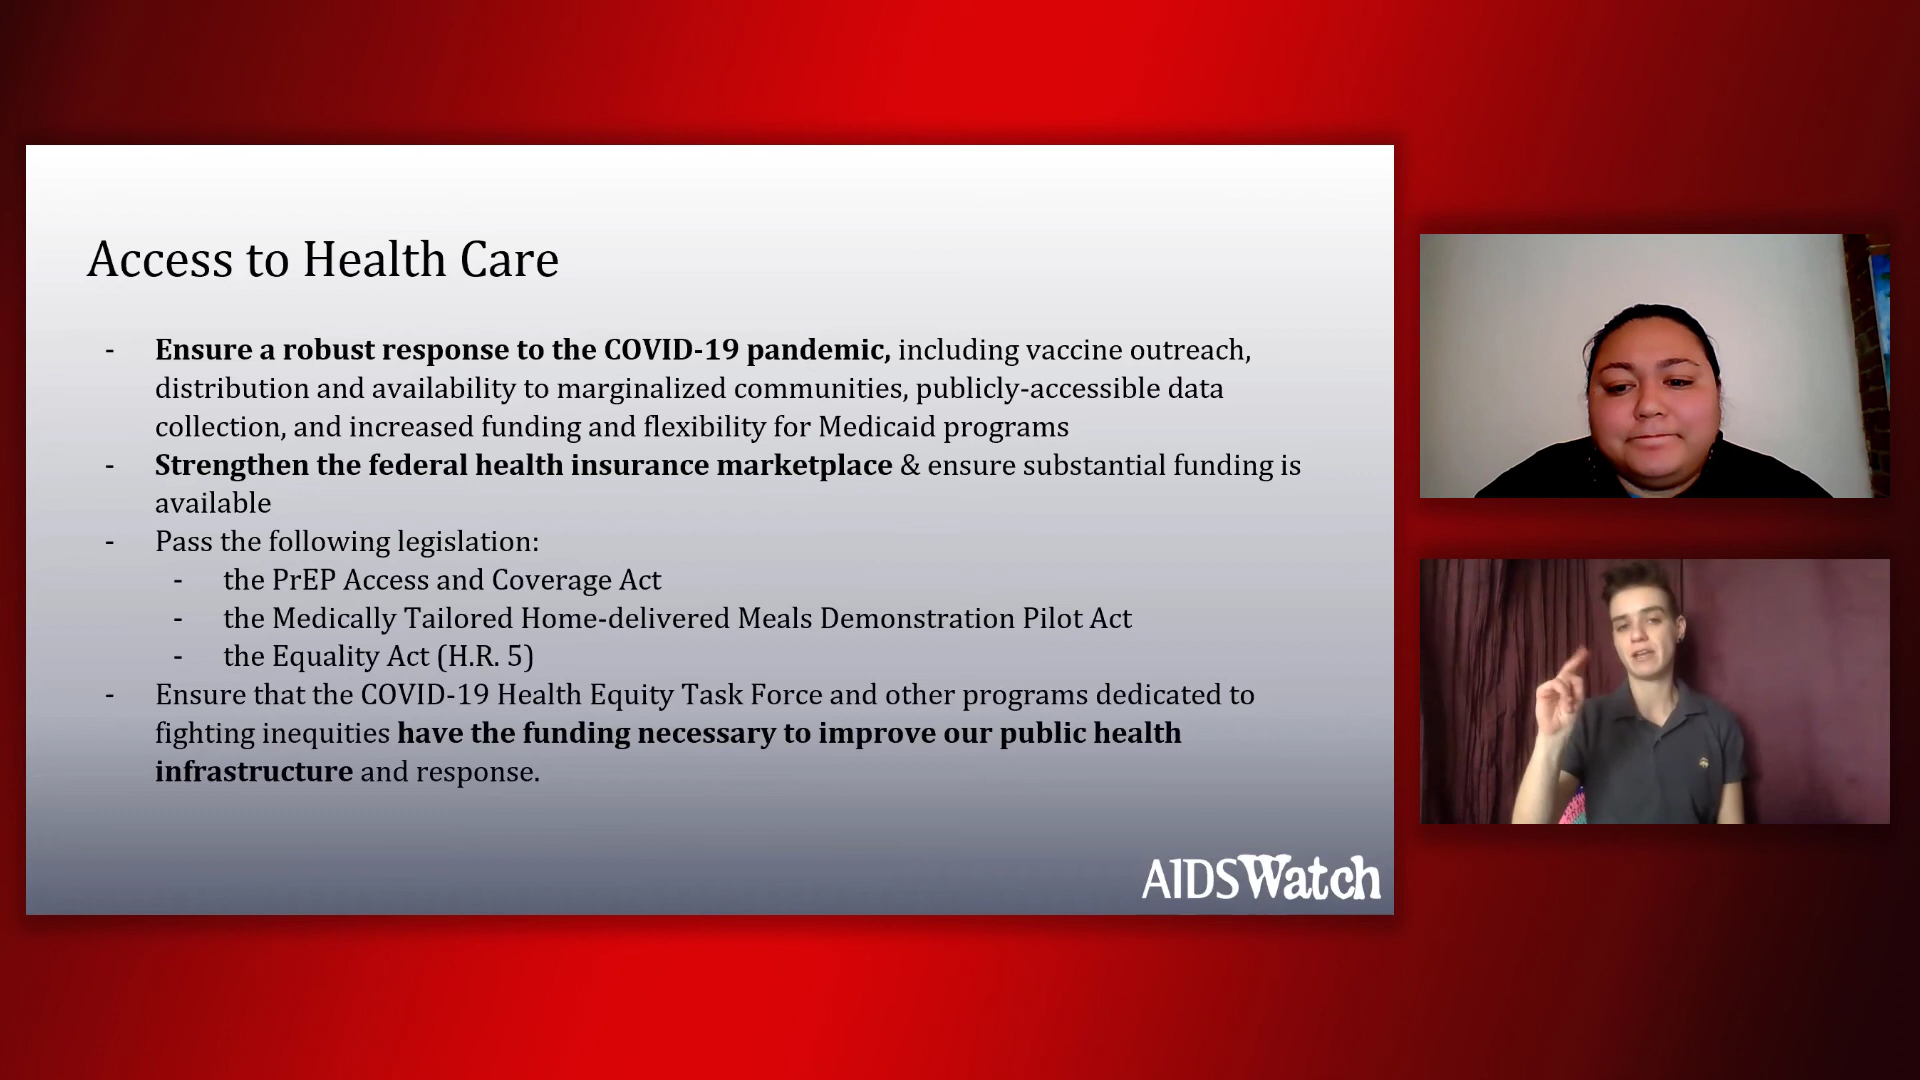 Access to Health Care
- Ensure a robust response to the COVID-19 pandemic, including vaccine outreach,
distribution and availability to marginalized communities, publicly-accessible data
collection, and increased funding and flexibility for Medicaid programs
- Strengthen the federal health insurance marketplace & ensure substantial funding is
available
- Pass the following legislation:
- the PrEP Access and Coverage Act
- the Medically Tailored Home-delivered Meals Demonstration Pilot Act
- the Equality Act (H.R. 5)
- Ensure that the COVID-19 Health Equity Task Force and other programs dedicated to
fighting inequities have the funding necessary to improve our public health
infrastructure and response.
AIDSWatch